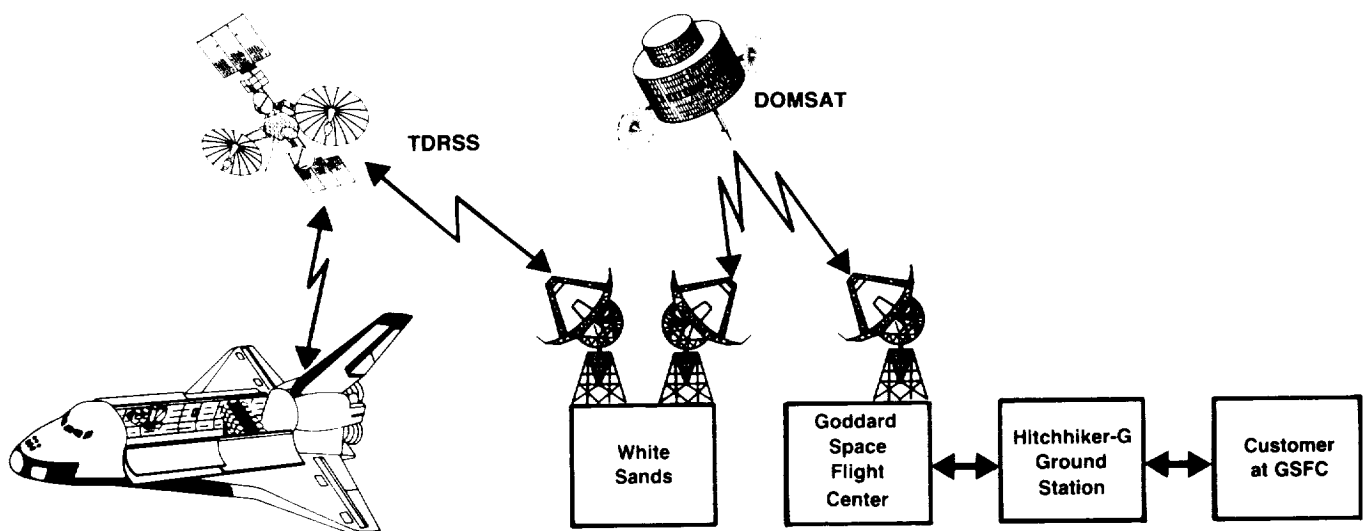 TDRSS
DOMSAT
White
Sands
Goddard
Space
Flight
Center
Hitchhiker-G
Ground
Station
Customer
at GSFC